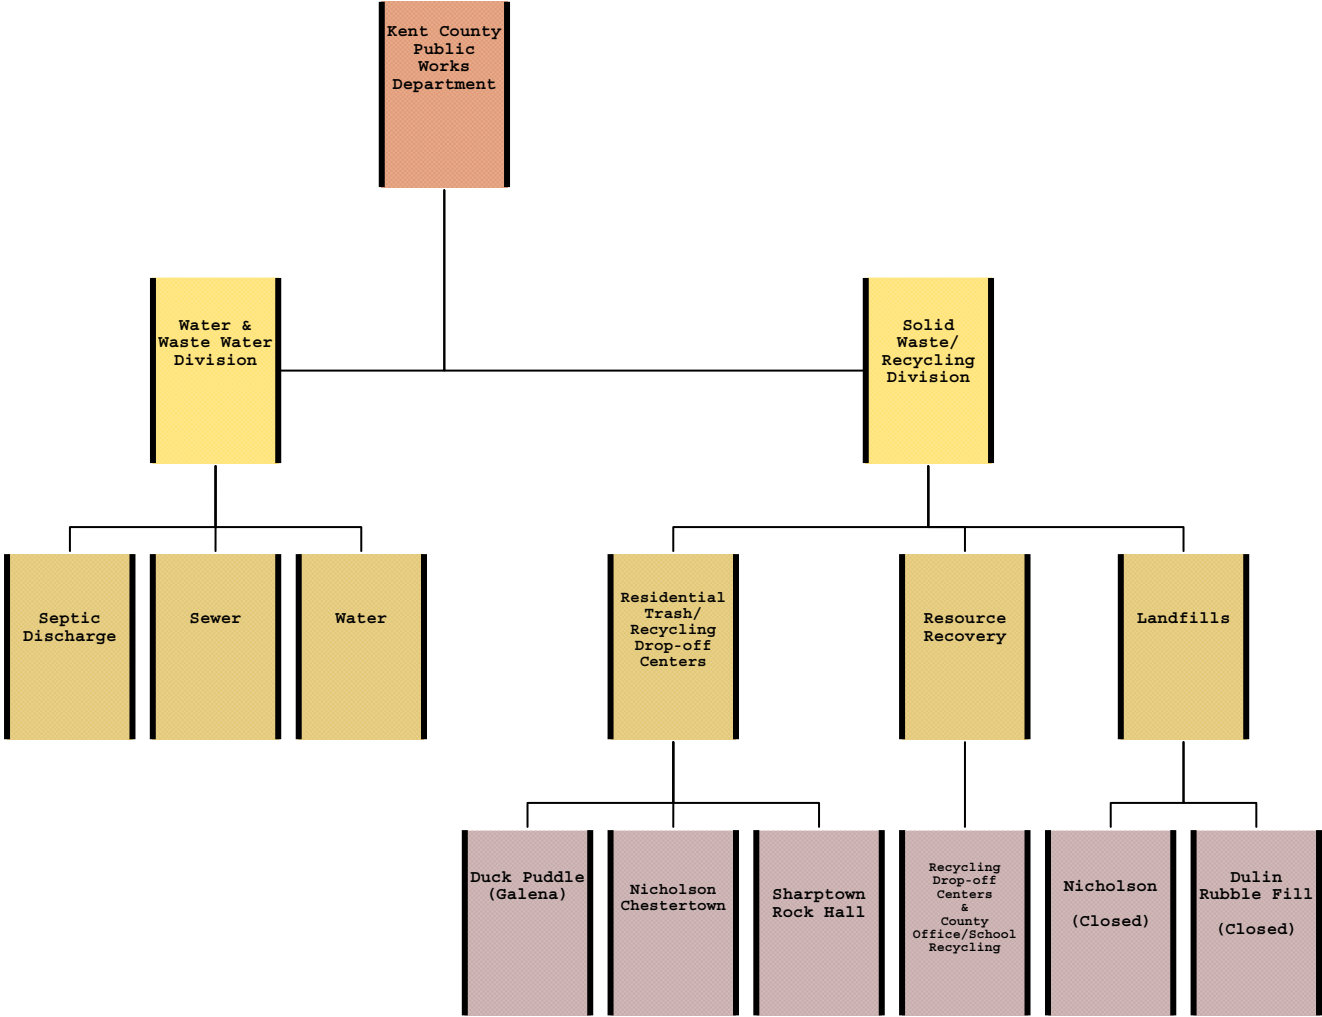 Kent County
Public
Works
Department
Water &
Waste Water
Division
Solid
Waste/
Recycling
Division
Septic
Discharge
Sewer
Water
Residential
Trash/
Recycling
Drop-off
Centers
Resource
Recovery
Landfills
Duck Puddle
(Galena)
Nicholson
Chestertown
Sharptown
Rock Hall
Recycling
Drop-off
Centers
&
County
Office/School
Recycling
Nicholson
(Closed)
Dulin
Rubble Fill
(Closed)